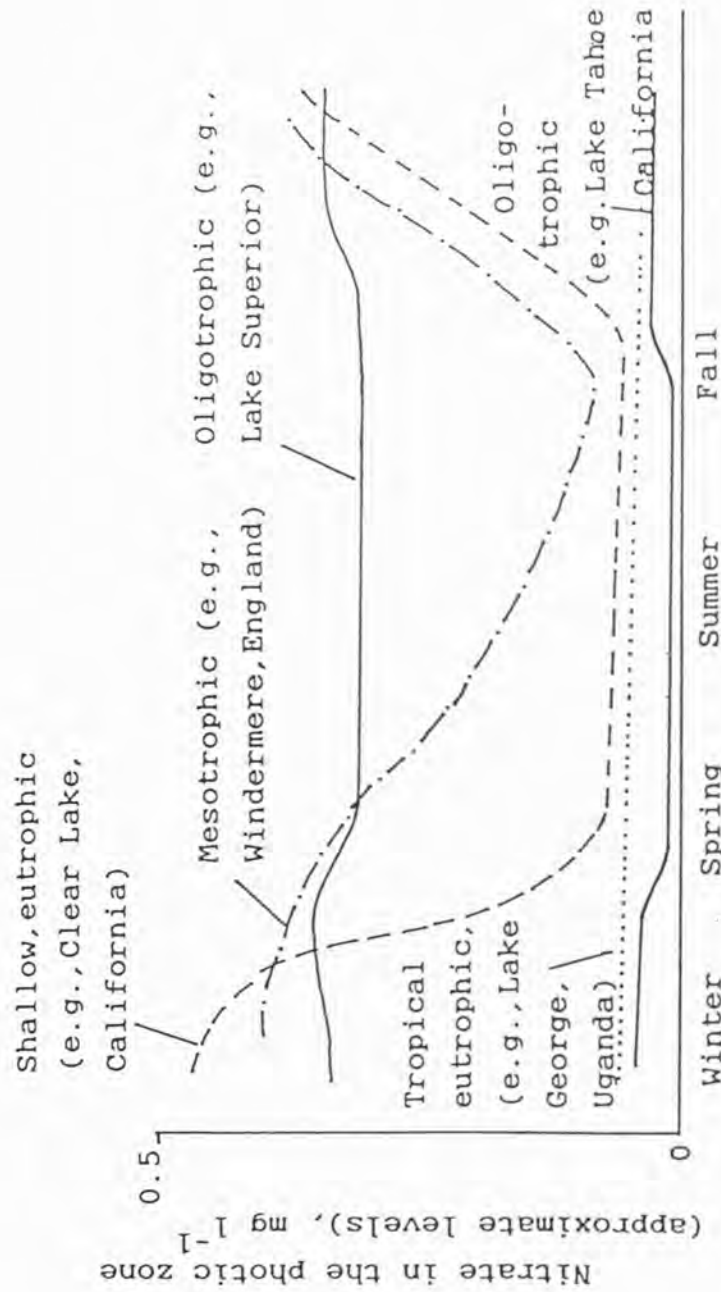 Nitrate in the photic zone
(approximate levels), mg l⁻¹
0.5
0
Shallow, eutrophic
(e.g., Clear Lake,
California)
Mesotrophic (e.g.,
Windermere, England)
Oligotrophic (e.g.,
Lake Superior)
Tropical
eutrophic,
(e.g., Lake
George,
Uganda)
Oligo-
trophic
(e.g. Lake Tahoe
California
Winter Spring Summer Fall